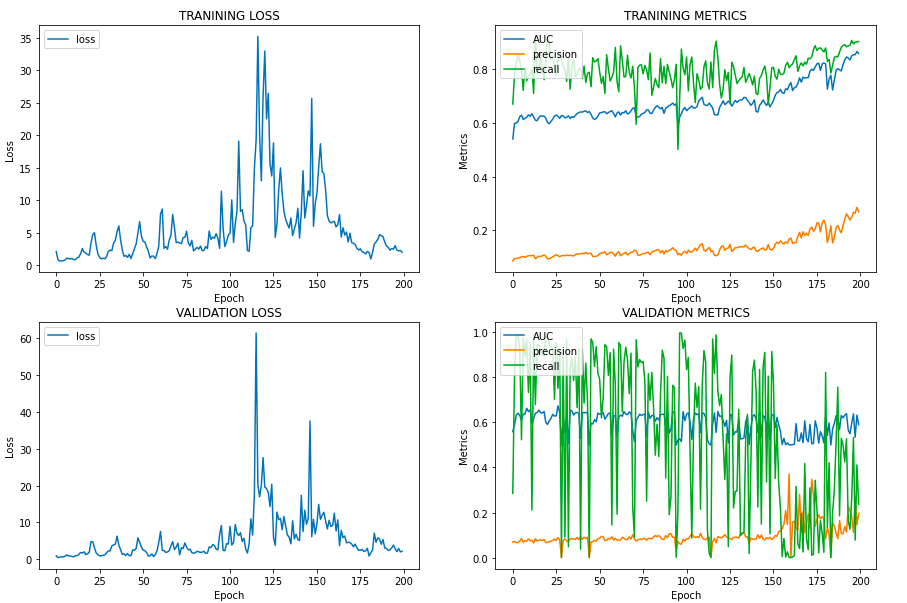 TRANINING LOSS
loss
Loss
35
30
25
20
15
10
5
0
0 25 50 75 100 125 150 175 200
Epoch
TRANINING METRICS
AUC
precision
recall
Metrics
0.8
0.6
0.4
0.2
0 25 50 75 100 125 150 175 200
Epoch
VALIDATION LOSS
loss
Loss
60
50
40
30
20
10
0
0 25 50 75 100 125 150 175 200
Epoch
VALIDATION METRICS
AUC
precision
recall
Metrics
1.0
0.8
0.6
0.4
0.2
0.0
0 25 50 75 100 125 150 175 200
Epoch